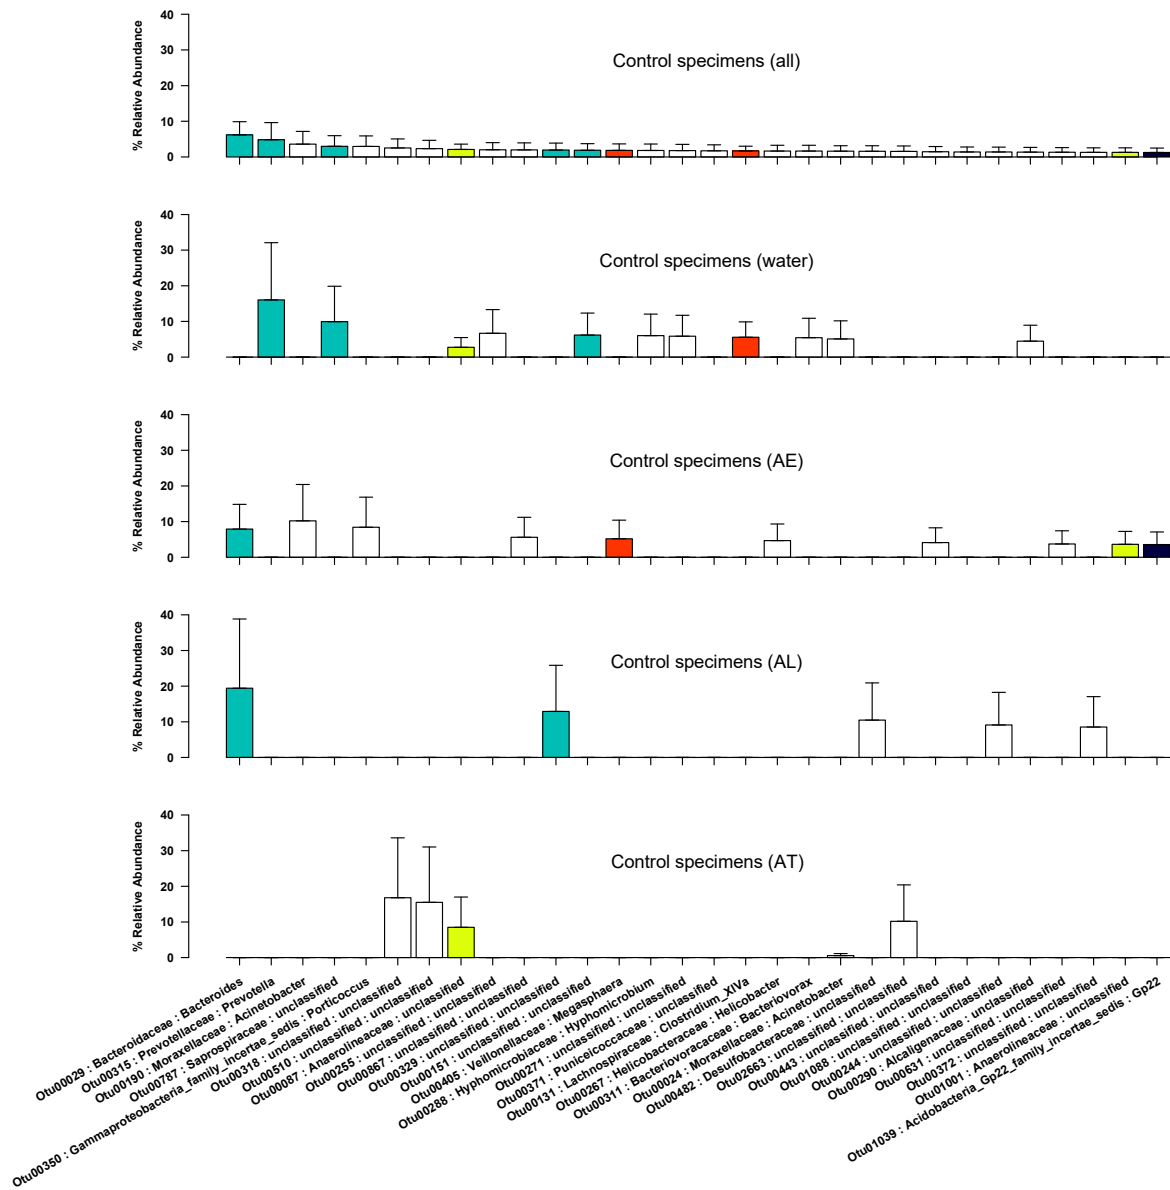 % Relative Abundance
40
30
20
10
0
Control specimens (all)
% Relative Abundance
40
30
20
10
0
Control specimens (water)
% Relative Abundance
40
30
20
10
0
Control specimens (AE)
% Relative Abundance
40
30
20
10
0
Control specimens (AL)
% Relative Abundance
40
30
20
10
0
Control specimens (AT)
Otu00029 : Bacteroidaceae : Bacteroides
Otu00315 : Prevotellaceae : Prevotella
Otu00190 : Moraxellaceae : Acinetobacter
Otu00787 : Saprospiraceae : unclassified
Otu00350 : Gammaproteobacteria_family_incertae_sedis : Porticoccus
Otu00318 : unclassified : unclassified
Otu00510 : unclassified : unclassified
Otu00087 : Anaerolineaceae : unclassified
Otu00255 : unclassified : unclassified
Otu00867 : unclassified : unclassified
Otu00329 : unclassified : unclassified
Otu00151 : unclassified : unclassified
Otu00405 : Veillonellaceae : Megasphaera
Otu00288 : Hyphomicrobiaceae : Hyphomicrobium
Otu00271 : unclassified : unclassified
Otu00371 : Puniceicoccaceae : unclassified
Otu00131 : Lachnospiraceae : Clostridium_XIVa
Otu00267 : Helicobacteraceae : Helicobacter
Otu00311 : Bacteriovoracaceae : Bacteriovorax
Otu00024 : Moraxellaceae : Acinetobacter
Otu00482 : Desulfobacteraceae : unclassified
Otu02663 : unclassified : unclassified
Otu00443 : unclassified : unclassified
Otu01088 : unclassified : unclassified
Otu00244 : unclassified : unclassified
Otu00290 : Alcaligenaceae : unclassified
Otu00631 : unclassified : unclassified
Otu00372 : unclassified : unclassified
Otu01001 : Anaerolineaceae : unclassified
Otu01039 : Acidobacteria_Gp22_family_incertae_sedis : Gp22